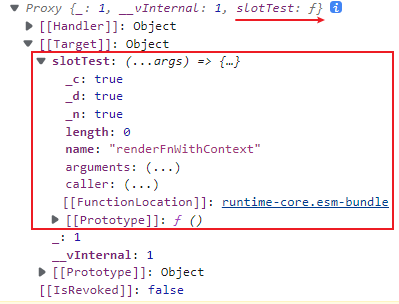 Proxy {_: 1, __vInternal: 1, slotTest: ƒ} i
[[Handler]]: Object
[[Target]]: Object
slotTest: (...args) => {…}
_c: true
_d: true
_n: true
length: 0
name: "renderFnWithContext"
arguments: (...)
caller: (...)
[[FunctionLocation]]: runtime-core.esm-bundle
[[Prototype]]: ƒ ()
_: 1
__vInternal: 1
[[Prototype]]: Object
[[IsRevoked]]: false